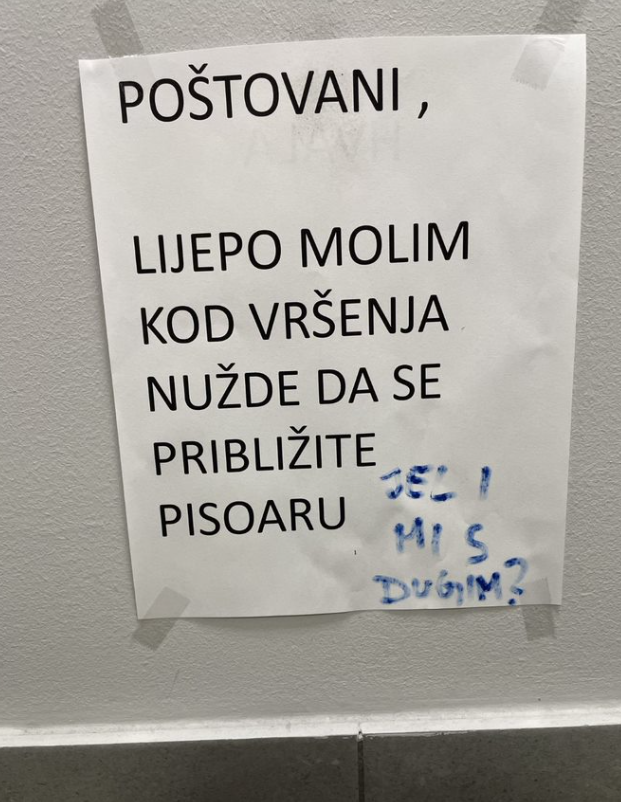 POŠTOVANI ,
LIJEPO MOLIM
KOD VRŠENJA
NUŽDE DA SE
PRIBLIŽITE
PISOARU
JEL I
MI S
DUGIM?